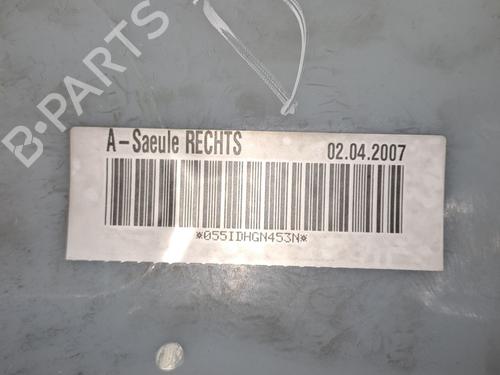 B-PARTS
A-Saeule RECHTS 02.04.2007
*055IDHGN453N*